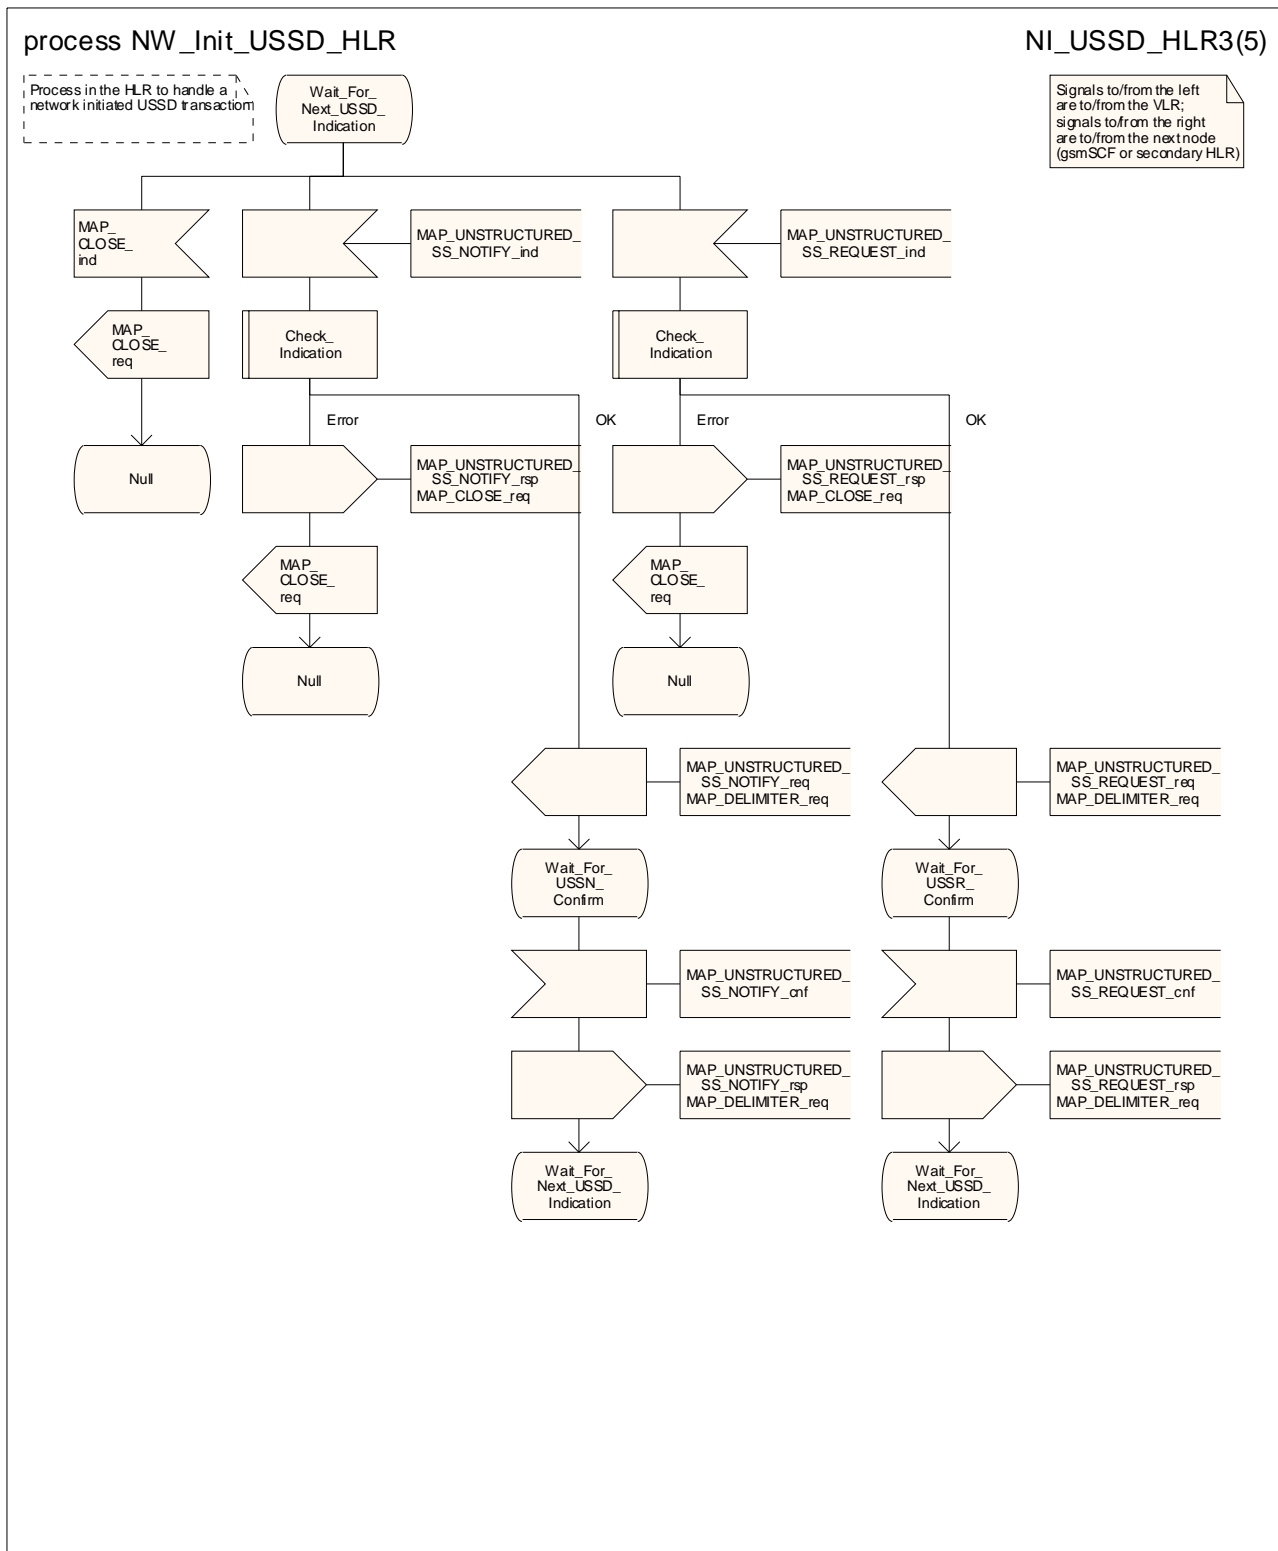 process NW_Init_USSD_HLR
NI_USSD_HLR3(5)
Process in the HLR to handle a
network initiated USSD transaction
Wait_For_
Next_USSD_
Indication
Signals to/from the left
are to/from the VLR;
signals to/from the right
are to/from the next node
(gsmSCF or secondary HLR)
MAP_
CLOSE_
ind
MAP_UNSTRUCTURED_
SS_NOTIFY_ind
MAP_UNSTRUCTURED_
SS_REQUEST_ind
MAP_
CLOSE_
req
Check_
Indication
Check_
Indication
Error
OK
Error
OK
Null
MAP_UNSTRUCTURED_
SS_NOTIFY_rsp
MAP_CLOSE_req
MAP_UNSTRUCTURED_
SS_REQUEST_rsp
MAP_CLOSE_req
MAP_
CLOSE_
req
MAP_
CLOSE_
req
Null
Null
MAP_UNSTRUCTURED_
SS_NOTIFY_req
MAP_DELIMITER_req
MAP_UNSTRUCTURED_
SS_REQUEST_req
MAP_DELIMITER_req
Wait_For_
USSN_
Confirm
Wait_For_
USSR_
Confirm
MAP_UNSTRUCTURED_
SS_NOTIFY_cnf
MAP_UNSTRUCTURED_
SS_REQUEST_cnf
MAP_UNSTRUCTURED_
SS_NOTIFY_rsp
MAP_DELIMITER_req
MAP_UNSTRUCTURED_
SS_REQUEST_rsp
MAP_DELIMITER_req
Wait_For_
Next_USSD_
Indication
Wait_For_
Next_USSD_
Indication